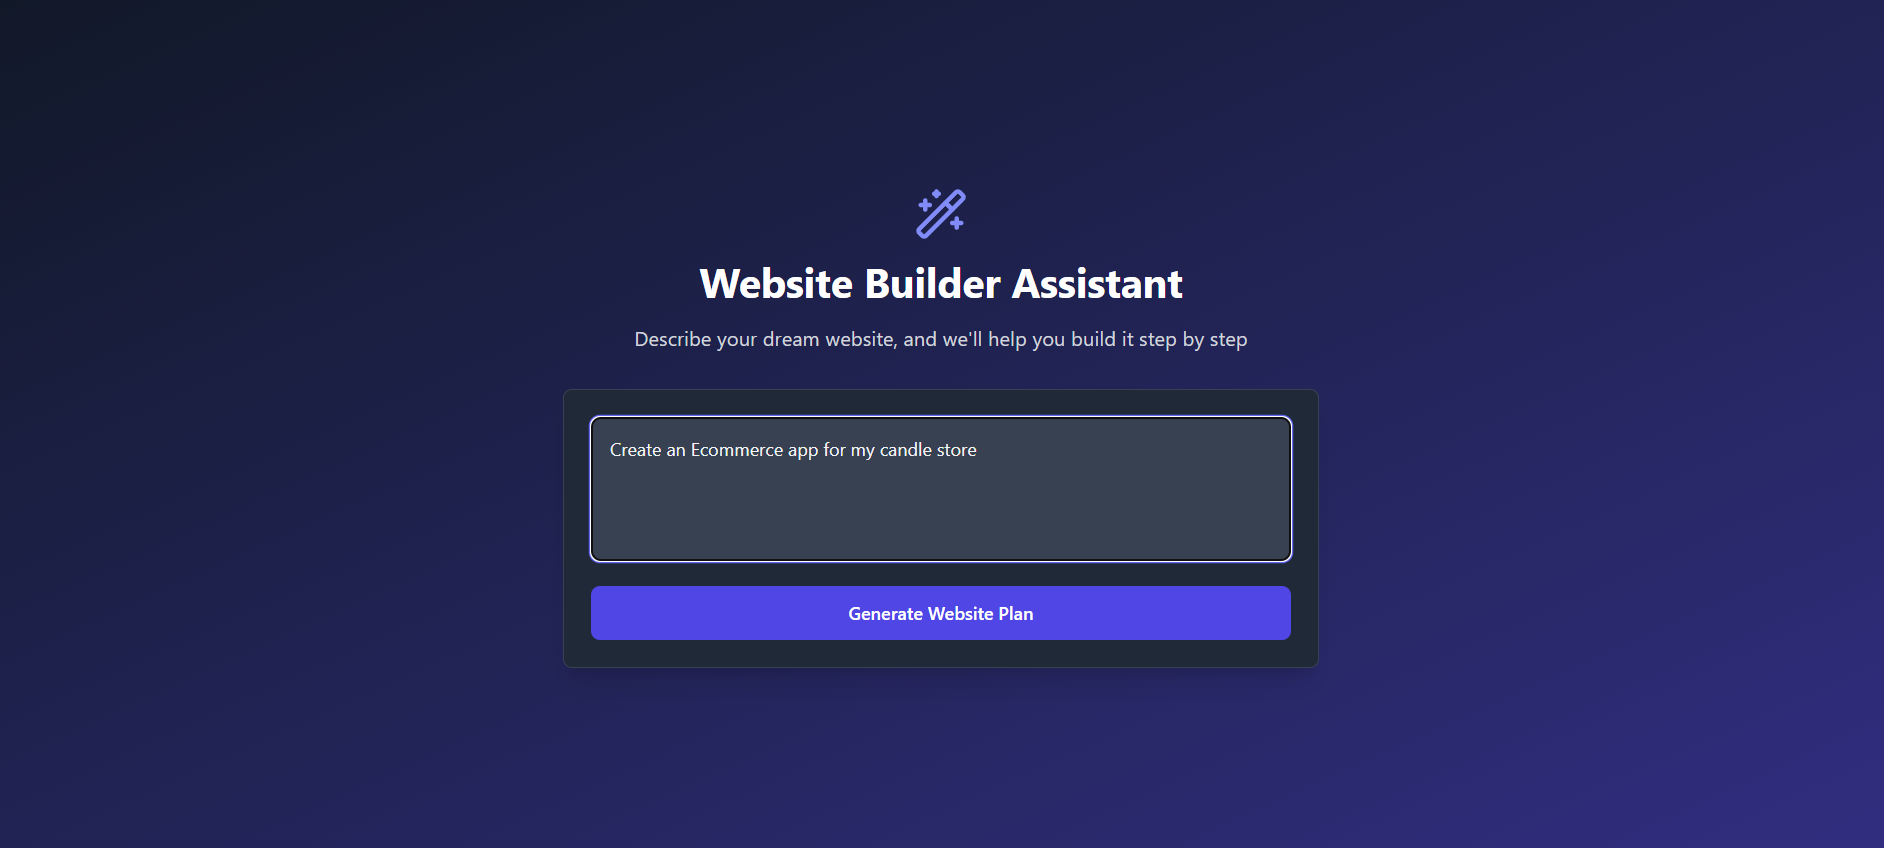 Website Builder Assistant
Describe your dream website, and we'll help you build it step by step
Create an Ecommerce app for my candle store
Generate Website Plan